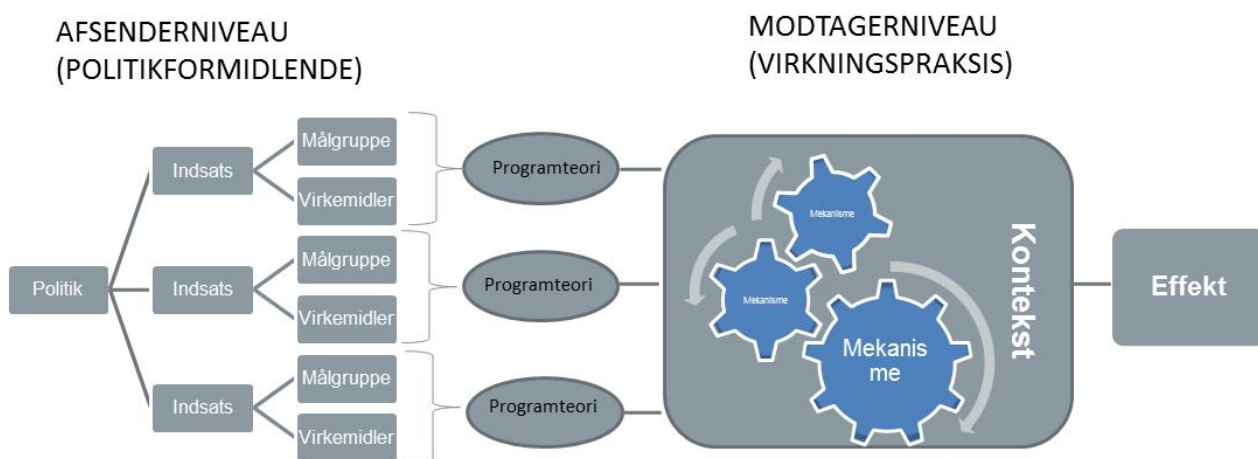 AFSENDERNIVEAU
(POLITIKFORMIDLENDE)
MODTAGERNIVEAU
(VIRKNINGSPRAKSIS)
Politik
Indsats
Målgruppe
Virkemidler
Programteori
Indsats
Målgruppe
Virkemidler
Programteori
Indsats
Målgruppe
Virkemidler
Programteori
Mekanisme
Mekanisme
Mekanis
me
Kontekst
Effekt